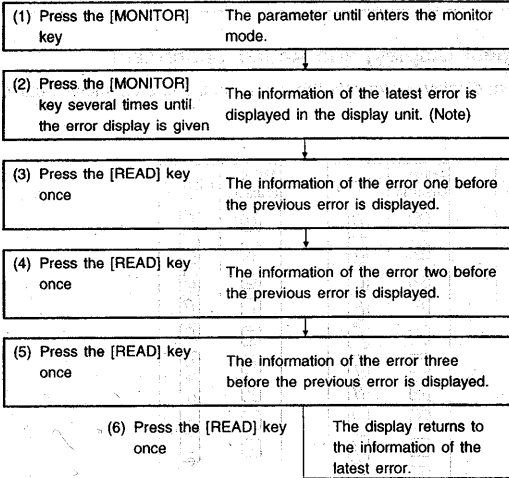 (1) Press the [MONITOR] The parameter until enters the monitor
key mode.
(2) Press the [MONITOR] The information of the latest error is
key several times until displayed in the display unit. (Note)
the error display is given
(3) Press the [READ] key The information of the error one before
once the previous error is displayed.
(4) Press the [READ] key The information of the error two before
once the previous error is displayed.
(5) Press the [READ] key The information of the error three
once before the previous error is displayed.
(6) Press the [READ] key The display returns to
once the information of the
latest error.